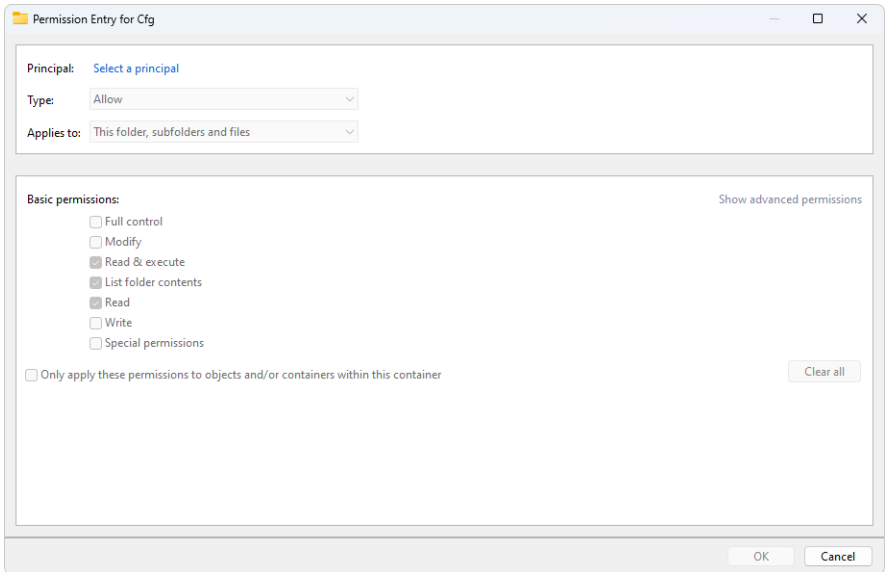 Permission Entry for Cfg
Principal: Select a principal
Type: Allow
Applies to: This folder, subfolders and files
Basic permissions: Show advanced permissions
Full control
Modify
Read & execute
List folder contents
Read
Write
Special permissions
Only apply these permissions to objects and/or containers within this container Clear all
OK Cancel